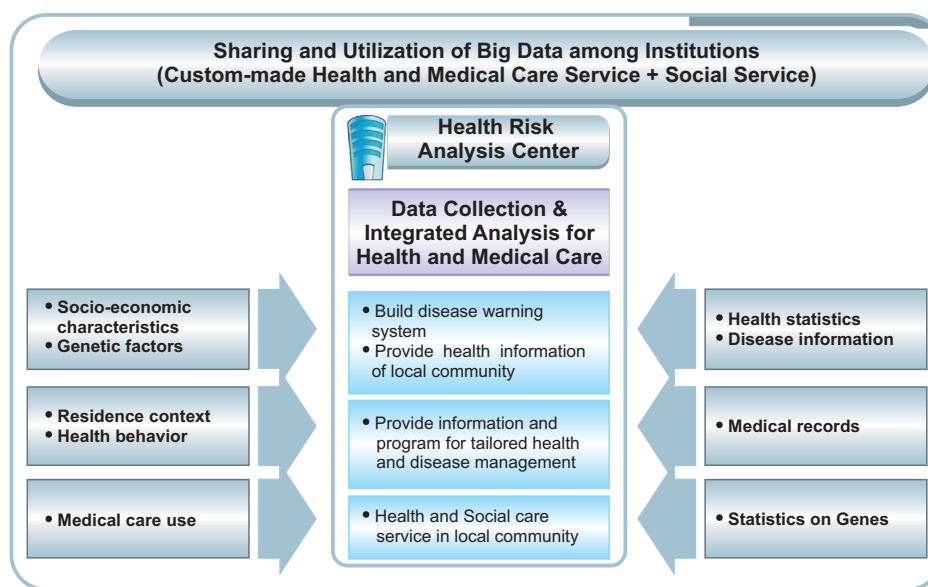 Sharing and Utilization of Big Data among Institutions
(Custom-made Health and Medical Care Service + Social Service)
Health Risk
Analysis Center
Data Collection &
Integrated Analysis for
Health and Medical Care
• Socio-economic
characteristics
• Genetic factors
• Residence context
• Health behavior
• Medical care use
• Build disease warning
system
• Provide health information
of local community
• Provide information and
program for tailored health
and disease management
• Health and Social care
service in local community
• Health statistics
• Disease information
• Medical records
• Statistics on Genes